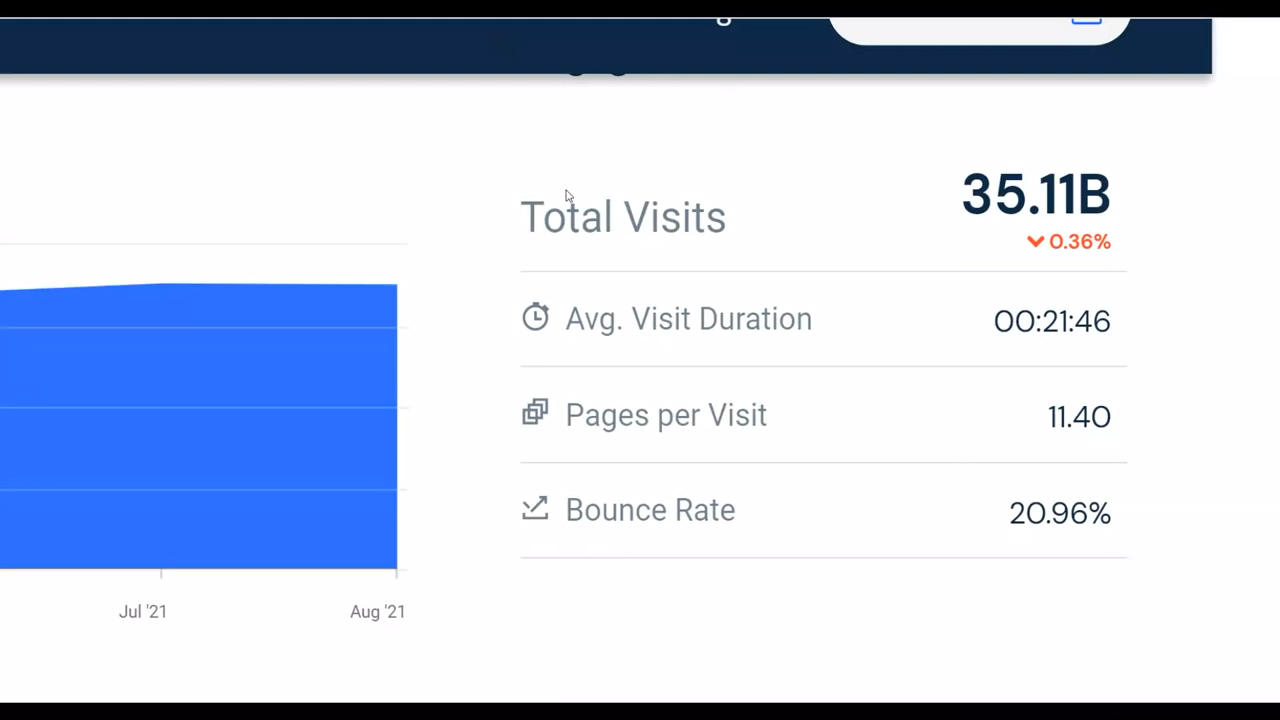 Total Visits
35.11B
0.36%
Avg. Visit Duration
00:21:46
Pages per Visit
11.40
Bounce Rate
20.96%
Jul '21
Aug '21